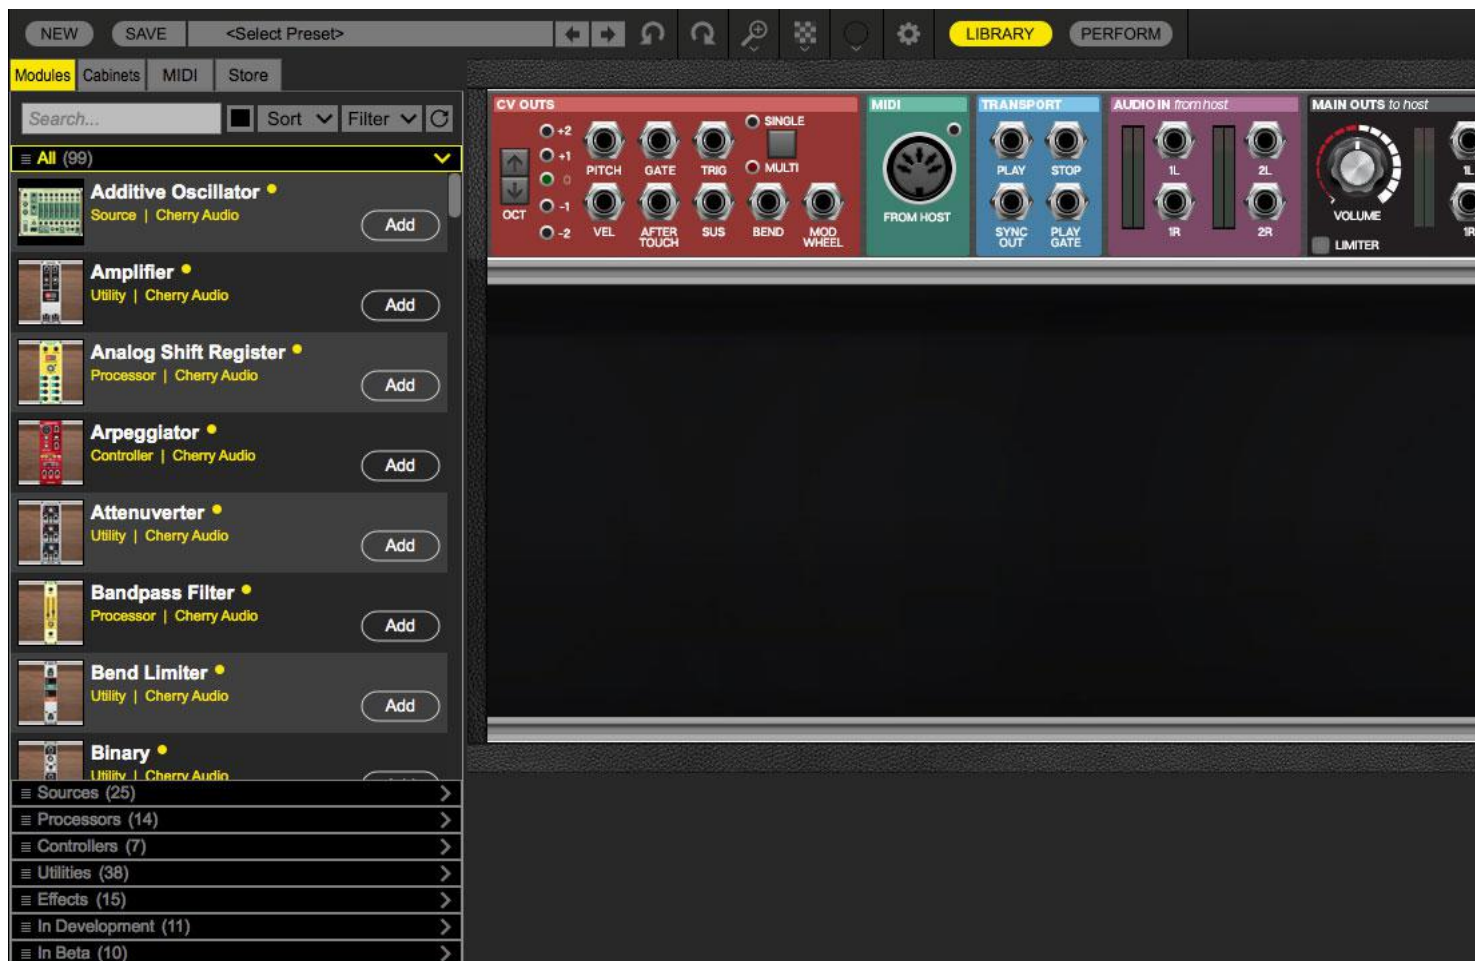 NEW SAVE <Select Preset> LIBRARY PERFORM
Modules Cabinets MIDI Store
Search... Sort Filter
All (99)
Additive Oscillator
Source | Cherry Audio
Add
Amplifier
Utility | Cherry Audio
Add
Analog Shift Register
Processor | Cherry Audio
Add
Arpeggiator
Controller | Cherry Audio
Add
Attenuverter
Utility | Cherry Audio
Add
Bandpass Filter
Processor | Cherry Audio
Add
Bend Limiter
Utility | Cherry Audio
Add
Binary
Utility | Cherry Audio
Sources (25)
Processors (14)
Controllers (7)
Utilities (38)
Effects (15)
In Development (11)
In Beta (10)
CV OUTS
+2
+1
0
-1
-2
OCT
PITCH GATE TRIG
SINGLE
MULTI
VEL AFTER TOUCH SUS BEND MOD WHEEL
MIDI
FROM HOST
TRANSPORT
PLAY STOP
SYNC OUT PLAY GATE
AUDIO IN from host
1L 2L
1R 2R
MAIN OUTS to host
VOLUME
LIMITER
1L
1R